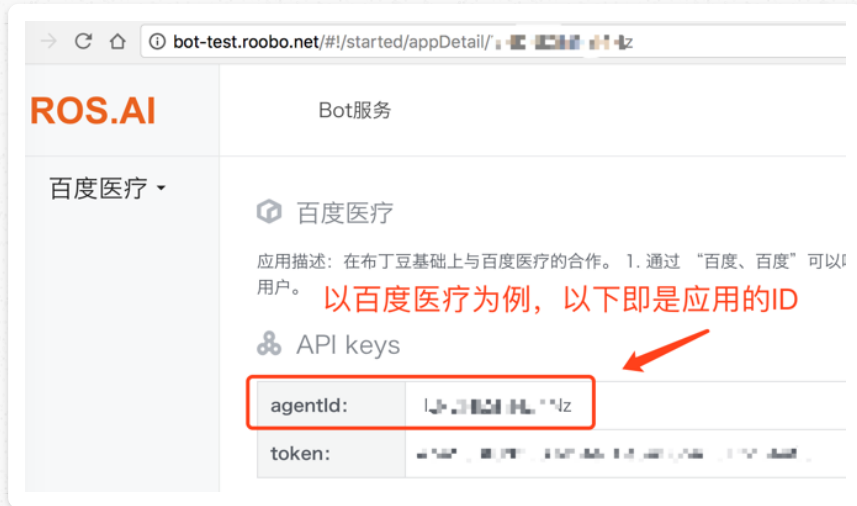 bot-test.roobo.net/#!/started/appDetail/
ROS.AI
Bot服务
百度医疗
百度医疗
应用描述：在布丁豆基础上与百度医疗的合作。 1. 通过 “百度、百度”可以
用户。
以百度医疗为例，以下即是应用的ID
API keys
agentId:
token: